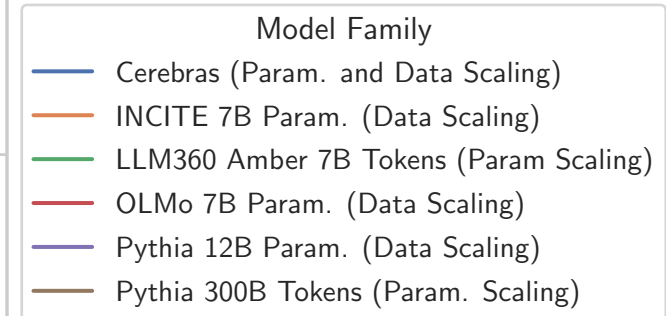 Model Family
Cerebras (Param. and Data Scaling)
INCITE 7B Param. (Data Scaling)
LLM360 Amber 7B Tokens (Param Scaling)
OLMo 7B Param. (Data Scaling)
Pythia 12B Param. (Data Scaling)
Pythia 300B Tokens (Param. Scaling)